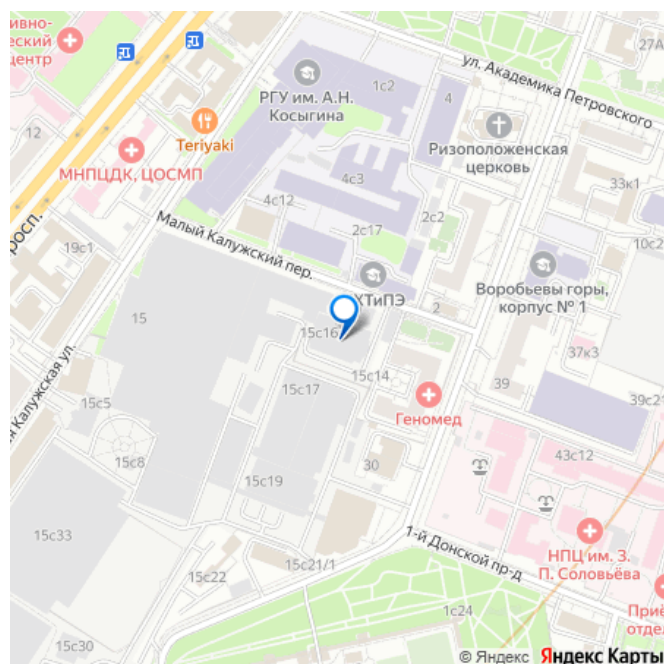 ивно-
еский
центр
27А
РГУ им. А.Н.
Косыгина
1с2
4
ул. Академика Петровского
12
Teriyaki
МНПЦДК, ЦОСМП
Ризоположенская
церковь
33к1
4с3
4с12
2с2
2с17
10с2
просп.
19с1
Малый Калужский пер.
ХТиПЭ
Воробьевы горы,
корпус № 1
15
2
15с16
37к3
15с14
39
39с21
я Калужская ул.
15с17
Геномед
15с5
15с8
30
43с12
15с19
15с33
1-й Донской пр-д
НПЦ им. З.
П. Соловьёва
15с21/1
15с22
1с24
Приё
отдел
15с30
© Яндекс Яндекс Карты